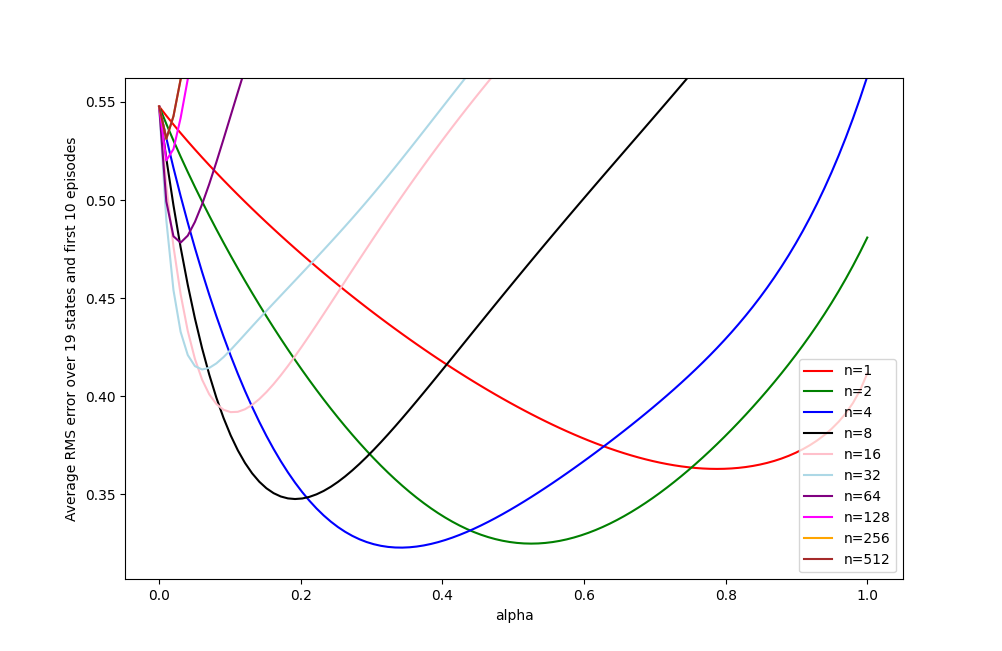 Average RMS error over 19 states and first 10 episodes
0.55
0.50
0.45
0.40
0.35
0.0
0.2
0.4
0.6
0.8
1.0
alpha
n=1
n=2
n=4
n=8
n=16
n=32
n=64
n=128
n=256
n=512